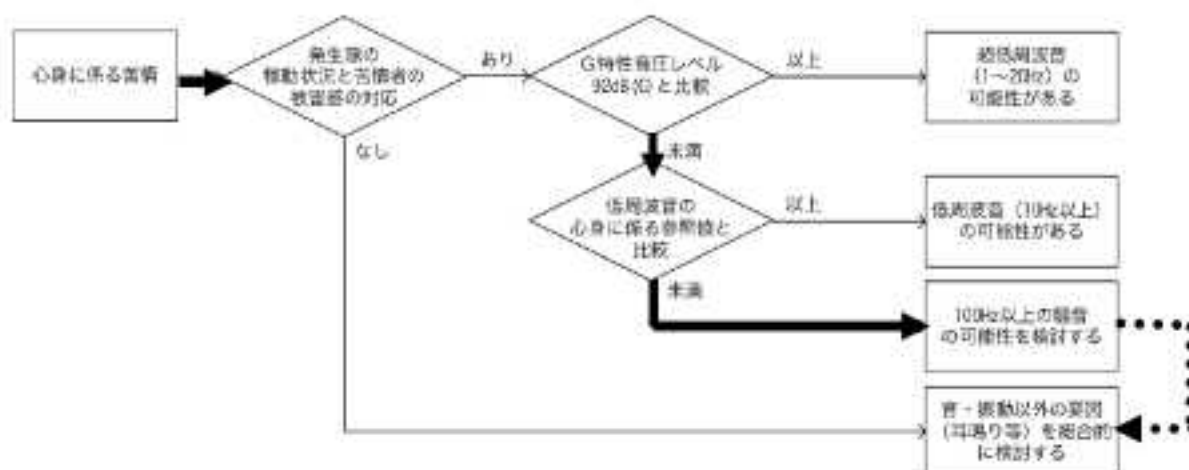 心身に係る苦情
発生源の
稼動状況と苦情者の
被害感の対応
あり
なし
G特性音圧レベル
92dB(G)と比較
以上
未満
超低周波音
(1〜20Hz)の
可能性がある
低周波音の
心身に係る参照値と
比較
以上
未満
低周波音(10Hz以上)
の可能性がある
100Hz以上の騒音
の可能性を検討する
音・振動以外の要因
(耳鳴り等)を総合的
に検討する